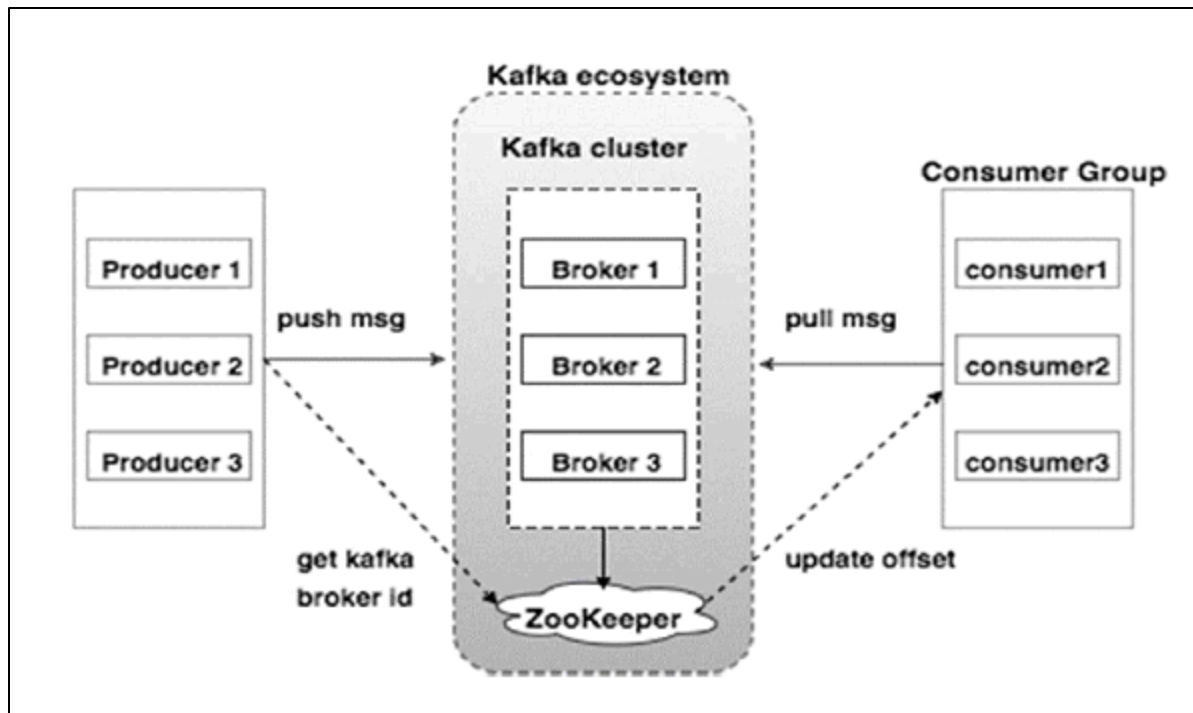 Kafka ecosystem
Kafka cluster
Consumer Group
Producer 1
Producer 2
Producer 3
push msg
Broker 1
Broker 2
Broker 3
pull msg
consumer1
consumer2
consumer3
get kafka
broker id
ZooKeeper
update offset